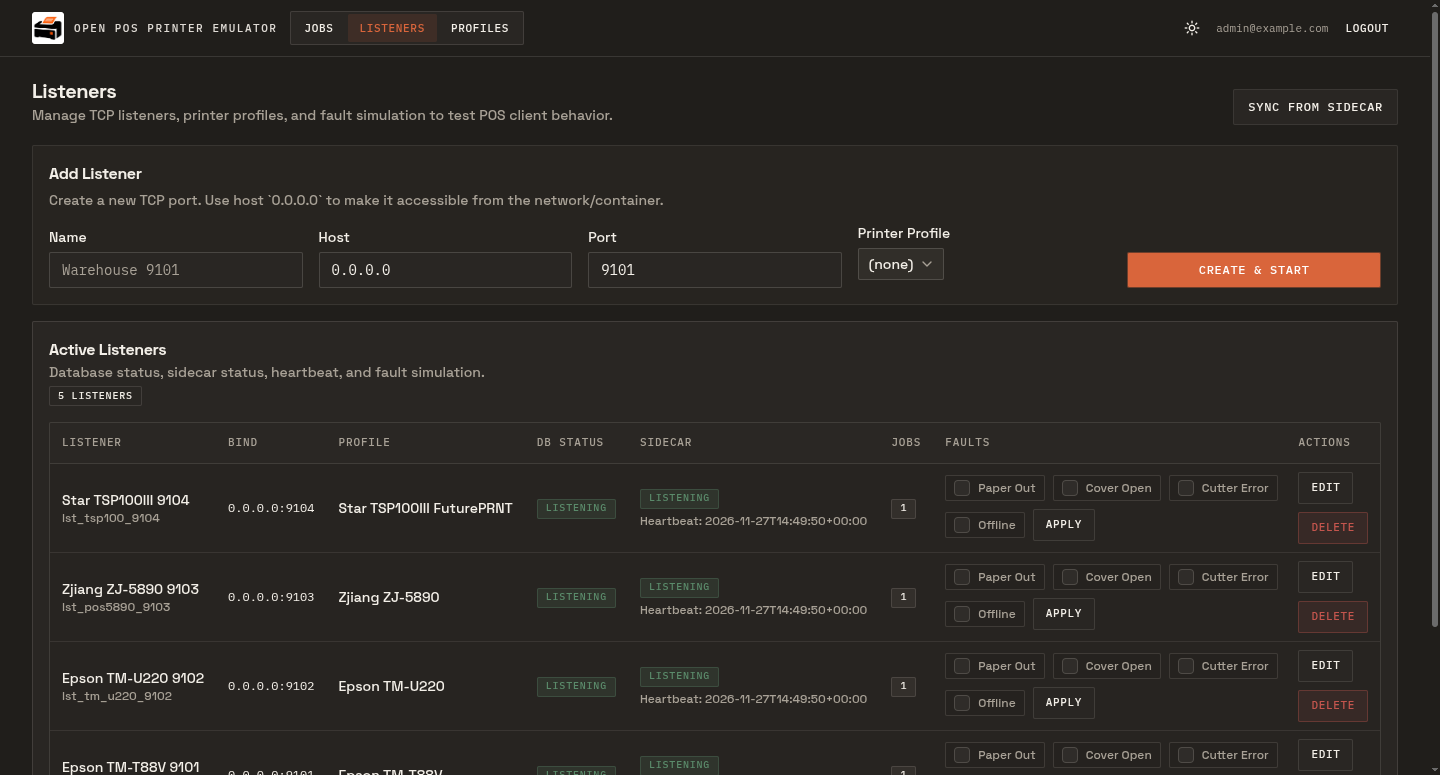 OPEN POS PRINTER EMULATOR
JOBS
LISTENERS
PROFILES
admin@example.com
LOGOUT
Listeners
Manage TCP listeners, printer profiles, and fault simulation to test POS client behavior.
SYNC FROM SIDECAR
Add Listener
Create a new TCP port. Use host `0.0.0.0` to make it accessible from the network/container.
Name
Host
Port
Printer Profile
Warehouse 9101
0.0.0.0
9101
(none)
CREATE & START
Active Listeners
Database status, sidecar status, heartbeat, and fault simulation.
5 LISTENERS
LISTENER
BIND
PROFILE
DB STATUS
SIDECAR
JOBS
FAULTS
ACTIONS
Star TSP100III 9104
lst_tsp100_9104
0.0.0.0:9104
Star TSP100III FuturePRNT
LISTENING
LISTENING
Heartbeat: 2026-11-27T14:49:50+00:00
1
Paper Out
Cover Open
Cutter Error
Offline
APPLY
EDIT
DELETE
Zjiang ZJ-5890 9103
lst_pos5890_9103
0.0.0.0:9103
Zjiang ZJ-5890
LISTENING
LISTENING
Heartbeat: 2026-11-27T14:49:50+00:00
1
Paper Out
Cover Open
Cutter Error
Offline
APPLY
EDIT
DELETE
Epson TM-U220 9102
lst_tm_u220_9102
0.0.0.0:9102
Epson TM-U220
LISTENING
LISTENING
Heartbeat: 2026-11-27T14:49:50+00:00
1
Paper Out
Cover Open
Cutter Error
Offline
APPLY
EDIT
DELETE
Epson TM-T88V 9101
0.0.0.0:9101
Epson TM-T88V
LISTENING
LISTENING
1
Paper Out
Cover Open
Cutter Error
EDIT